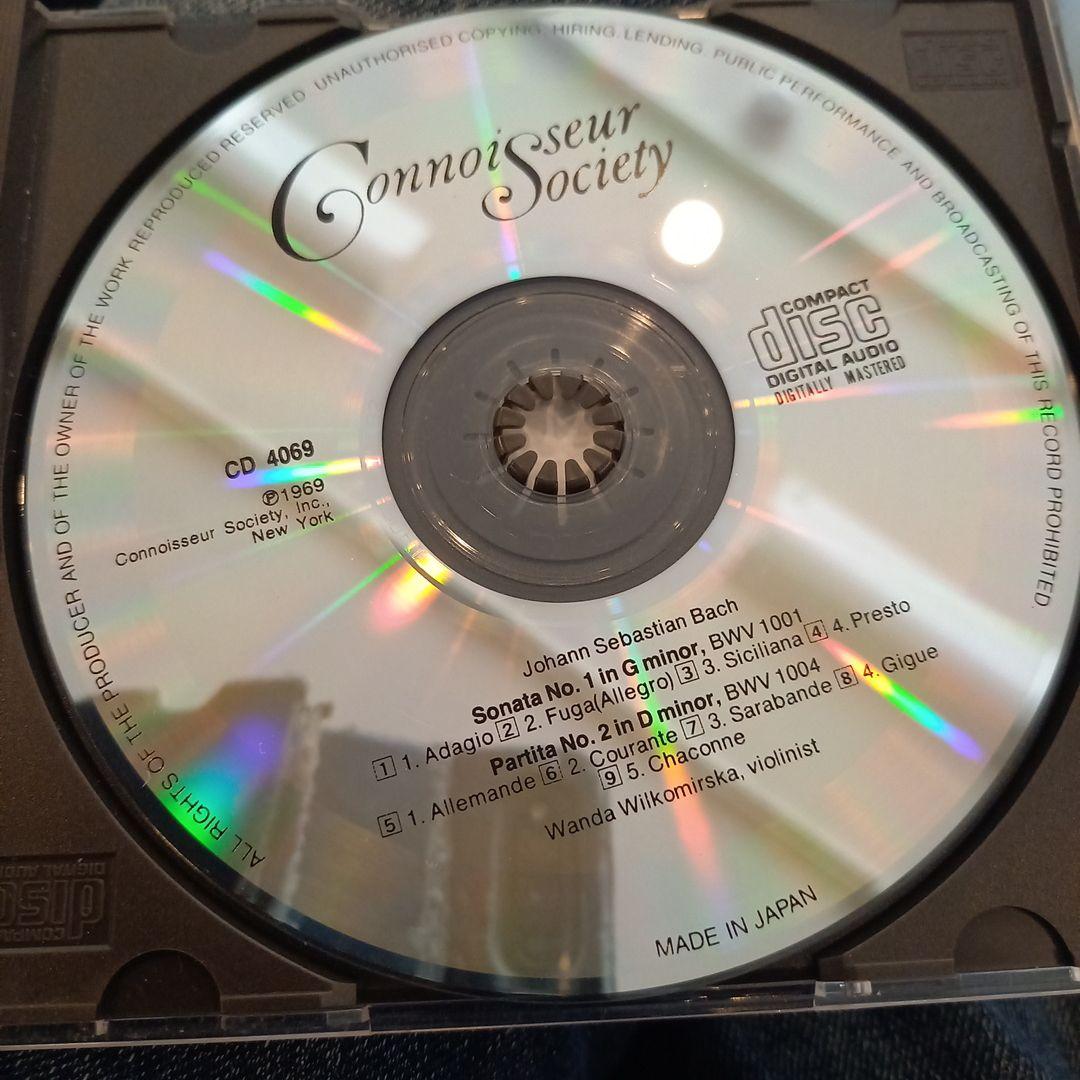 ALL RIGHTS OF THE PRODUCER AND OF THE OWNER OF THE WORK REPRODUCED RESERVED UNAUTHORISED COPYING, HIRING, LENDING, PUBLIC PERFORMANCE AND BROADCASTING OF THIS RECORD PROHIBITED.
Connoisseur
Society
COMPACT
disc
DIGITAL AUDIO
DIGITALLY MASTERED
CD 4069
℗1969
Connoisseur Society, Inc.,
New York
Johann Sebastian Bach
Sonata No. 1 in G minor, BWV 1001
1 1. Adagio 2 2. Fuga(Allegro) 3 3. Siciliana 4 4. Presto
Partita No. 2 in D minor, BWV 1004
5 1. Allemande 6 2. Courante 7 3. Sarabande 8 4. Gigue
9 5. Chaconne
Wanda Wilkomirska, violinist
MADE IN JAPAN
COMPACT
disc
DIGITAL AUDIO